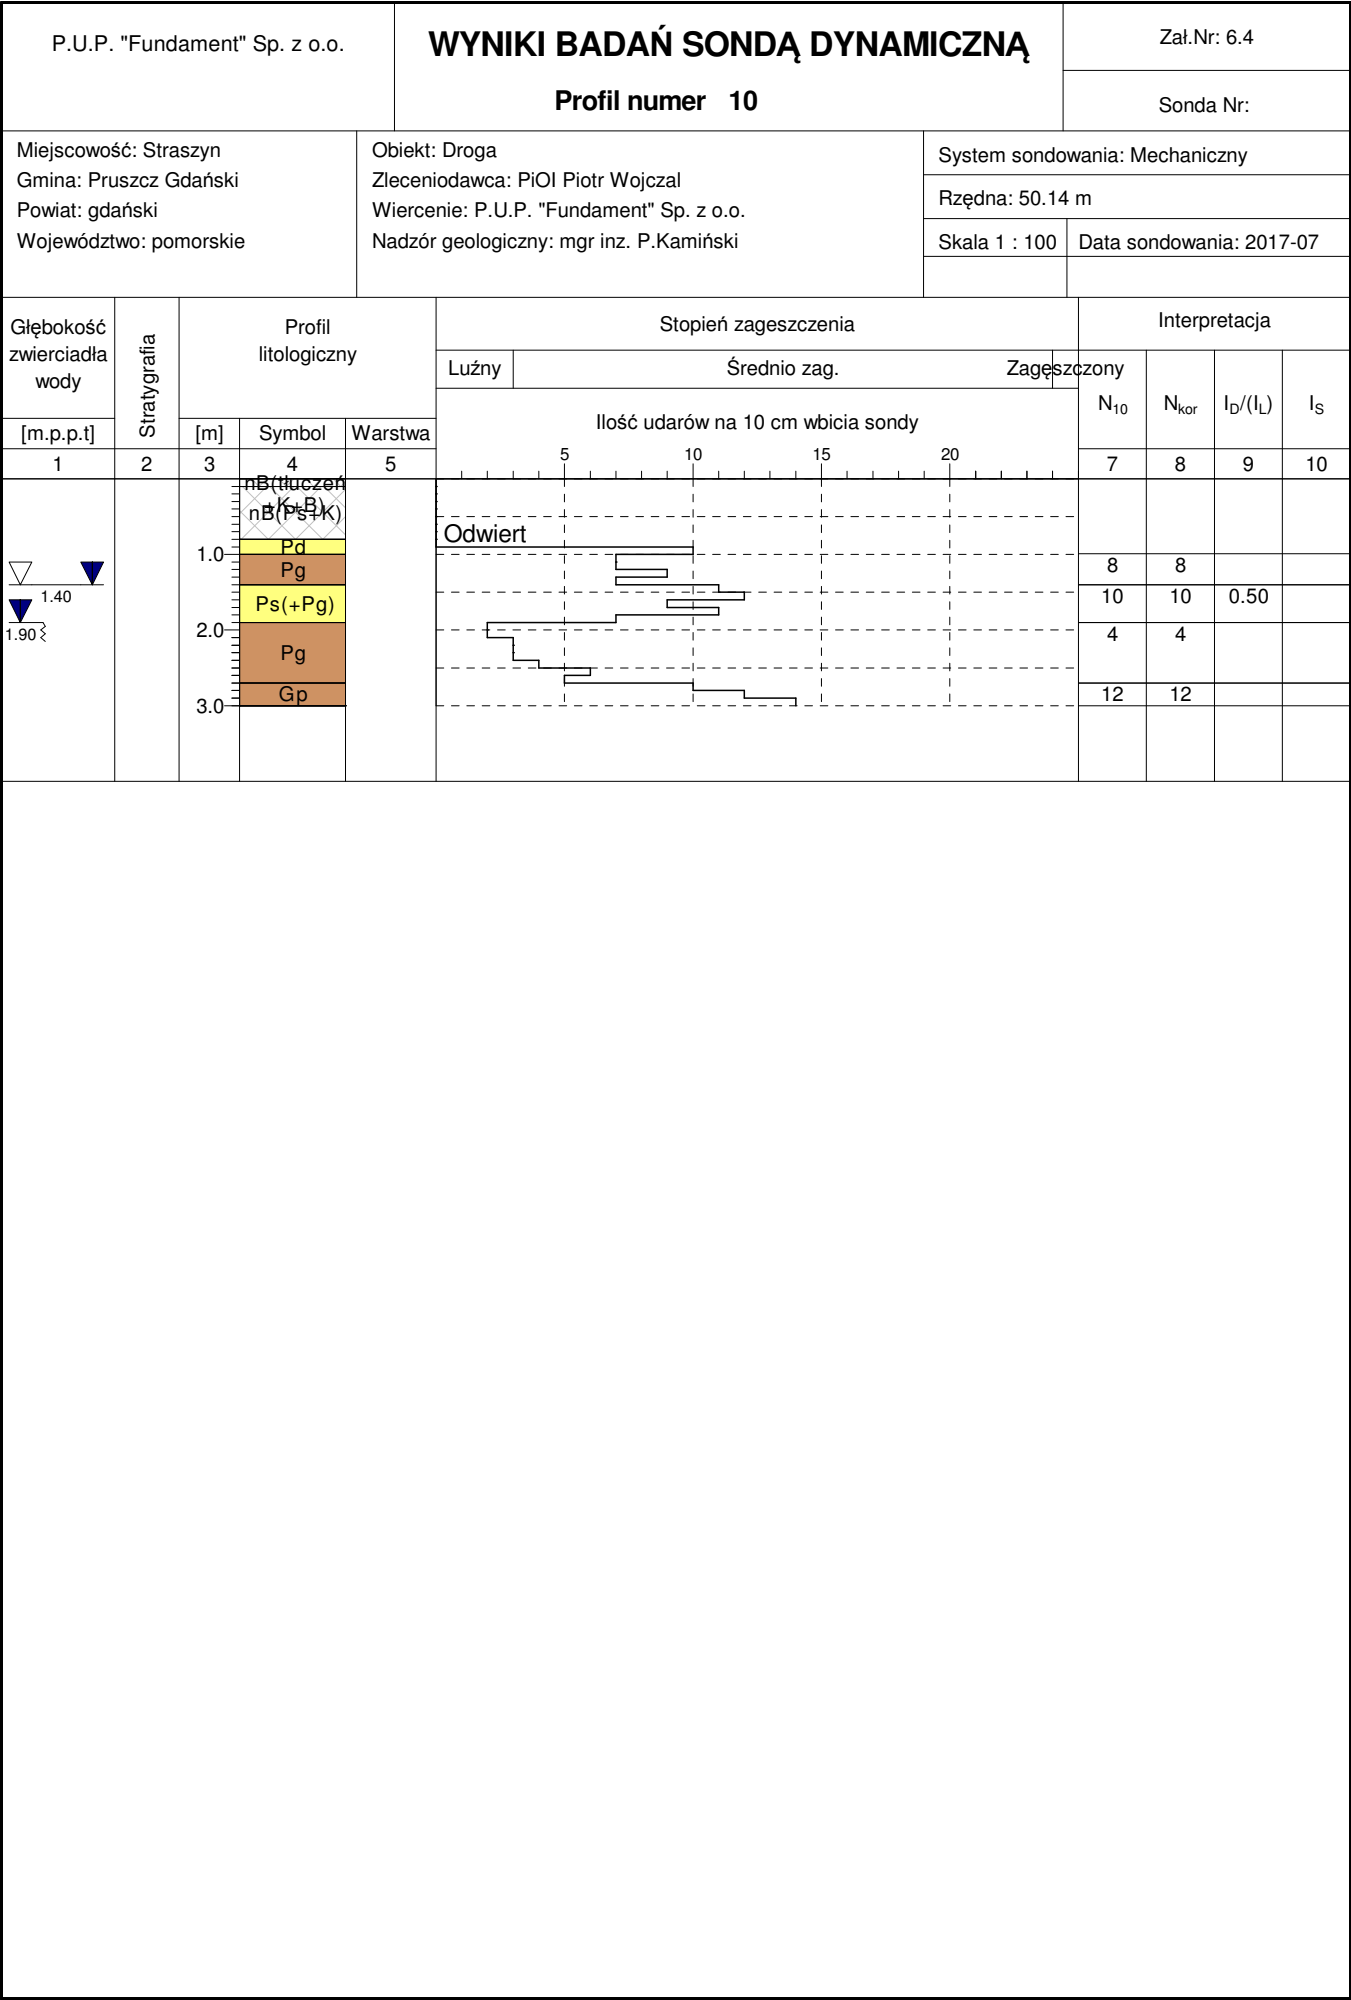 P.U.P. "Fundament" Sp. z o.o.
WYNIKI BADAŃ SONDĄ DYNAMICZNĄ
Profil numer 10
Zał.Nr: 6.4
Sonda Nr:
Miejscowość: Straszyn
Gmina: Pruszcz Gdański
Powiat: gdański
Województwo: pomorskie
Obiekt: Droga
Zleceniodawca: PiOI Piotr Wojczal
Wiercenie: P.U.P. "Fundament" Sp. z o.o.
Nadzór geologiczny: mgr inz. P.Kamiński
System sondowania: Mechaniczny
Rzędna: 50.14 m
Skala 1 : 100
Data sondowania: 2017-07
Głębokość
zwierciadła
wody
[m.p.p.t]
Stratygrafia
Profil
litologiczny
[m] Symbol Warstwa
Stopień zageszczenia
Luźny Średnio zag. Zagęszczony
Ilość udarów na 10 cm wbicia sondy
5 10 15 20
Interpretacja
N10 Nkor ID/(IL) IS
1 2 3 4 5 7 8 9 10
nB(tłuczeń
+K+B)
nB(Ps+K)
Odwiert
Pd
1.0
Pg
8 8
1.40
Ps(+Pg)
10 10 0.50
1.90
2.0
4 4
Pg
Gp
12 12
3.0